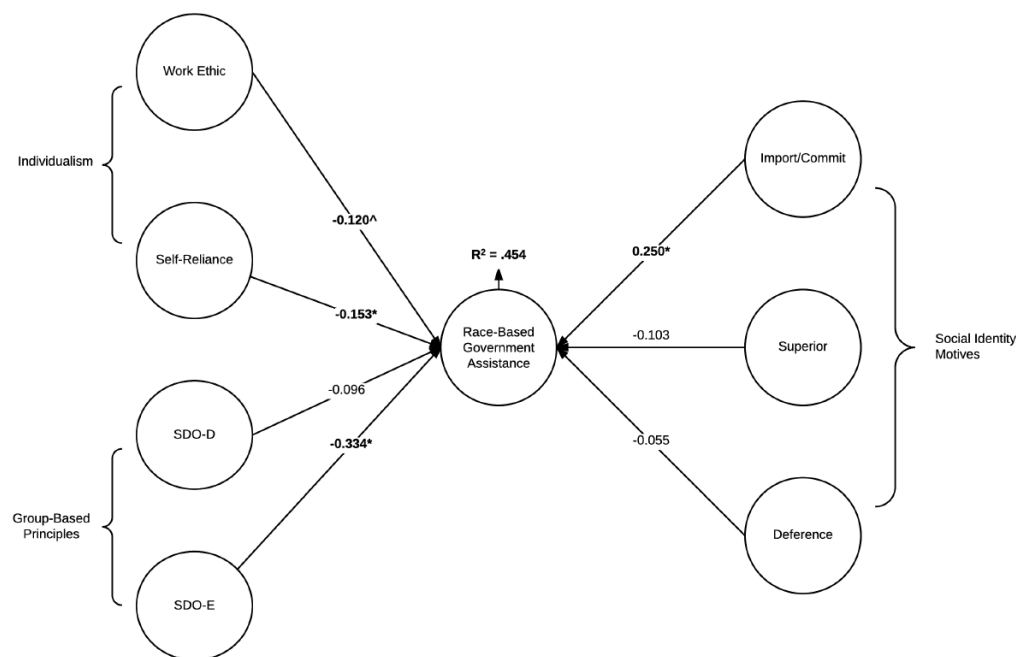 Work Ethic
Individualism
Self-Reliance
-0.120^
-0.153*
SDO-D
-0.096
-0.334*
Group-Based
Principles
SDO-E
R² = .454
Race-Based
Government
Assistance
Import/Commit
0.250*
-0.103
Superior
Social Identity
Motives
-0.055
Deference